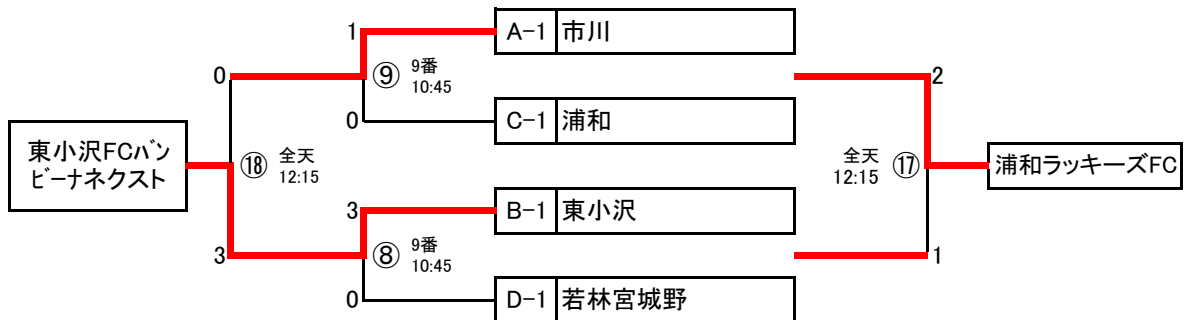 1
A-1 市川
0
⑨ 9番
10:45
2
0
C-1 浦和
東小沢FCバン
ビーナネクスト
⑱ 全天
12:15
全天 ⑰
12:15
浦和ラッキーズFC
3
B-1 東小沢
3
⑧ 9番
10:45
1
0
D-1 若林宮城野